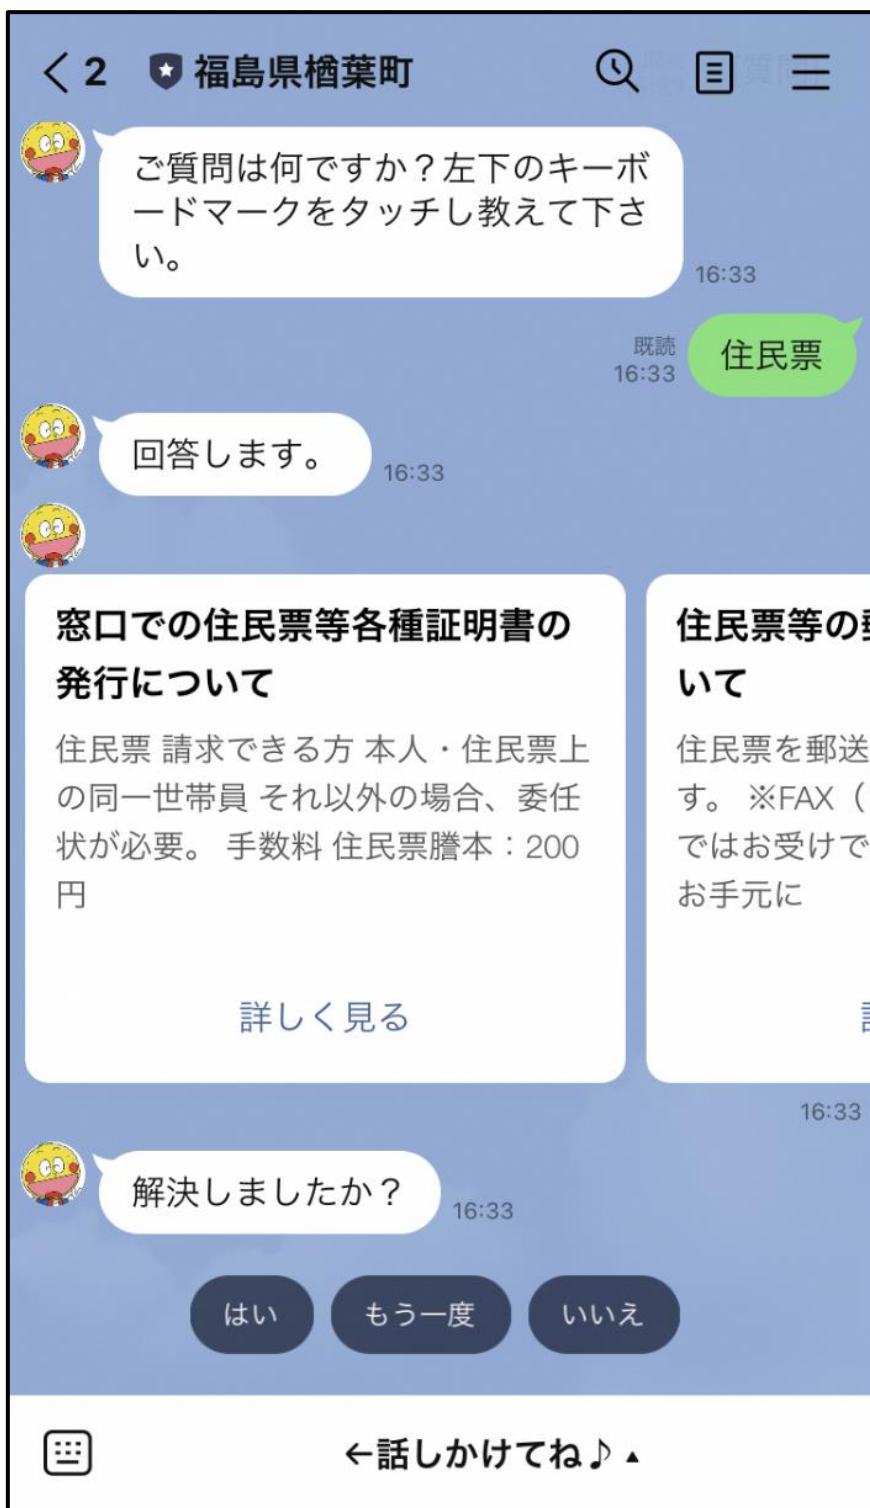 2 福島県楢葉町
ご質問は何ですか？左下のキーボ
ードマークをタッチし教えて下さ
い。
16:33
既読
16:33
住民票
回答します。
16:33
窓口での住民票等各種証明書の
発行について
住民票 請求できる方 本人・住民票上
の同一世帯員 それ以外の場合、委任
状が必要。 手数料 住民票謄本：200
円
詳しく見る
住民票等の
いて
住民票を郵送
す。 ※FAX（
ではお受けで
お手元に
16:33
解決しましたか？
16:33
はい
もう一度
いいえ
←話しかけてね♪▲